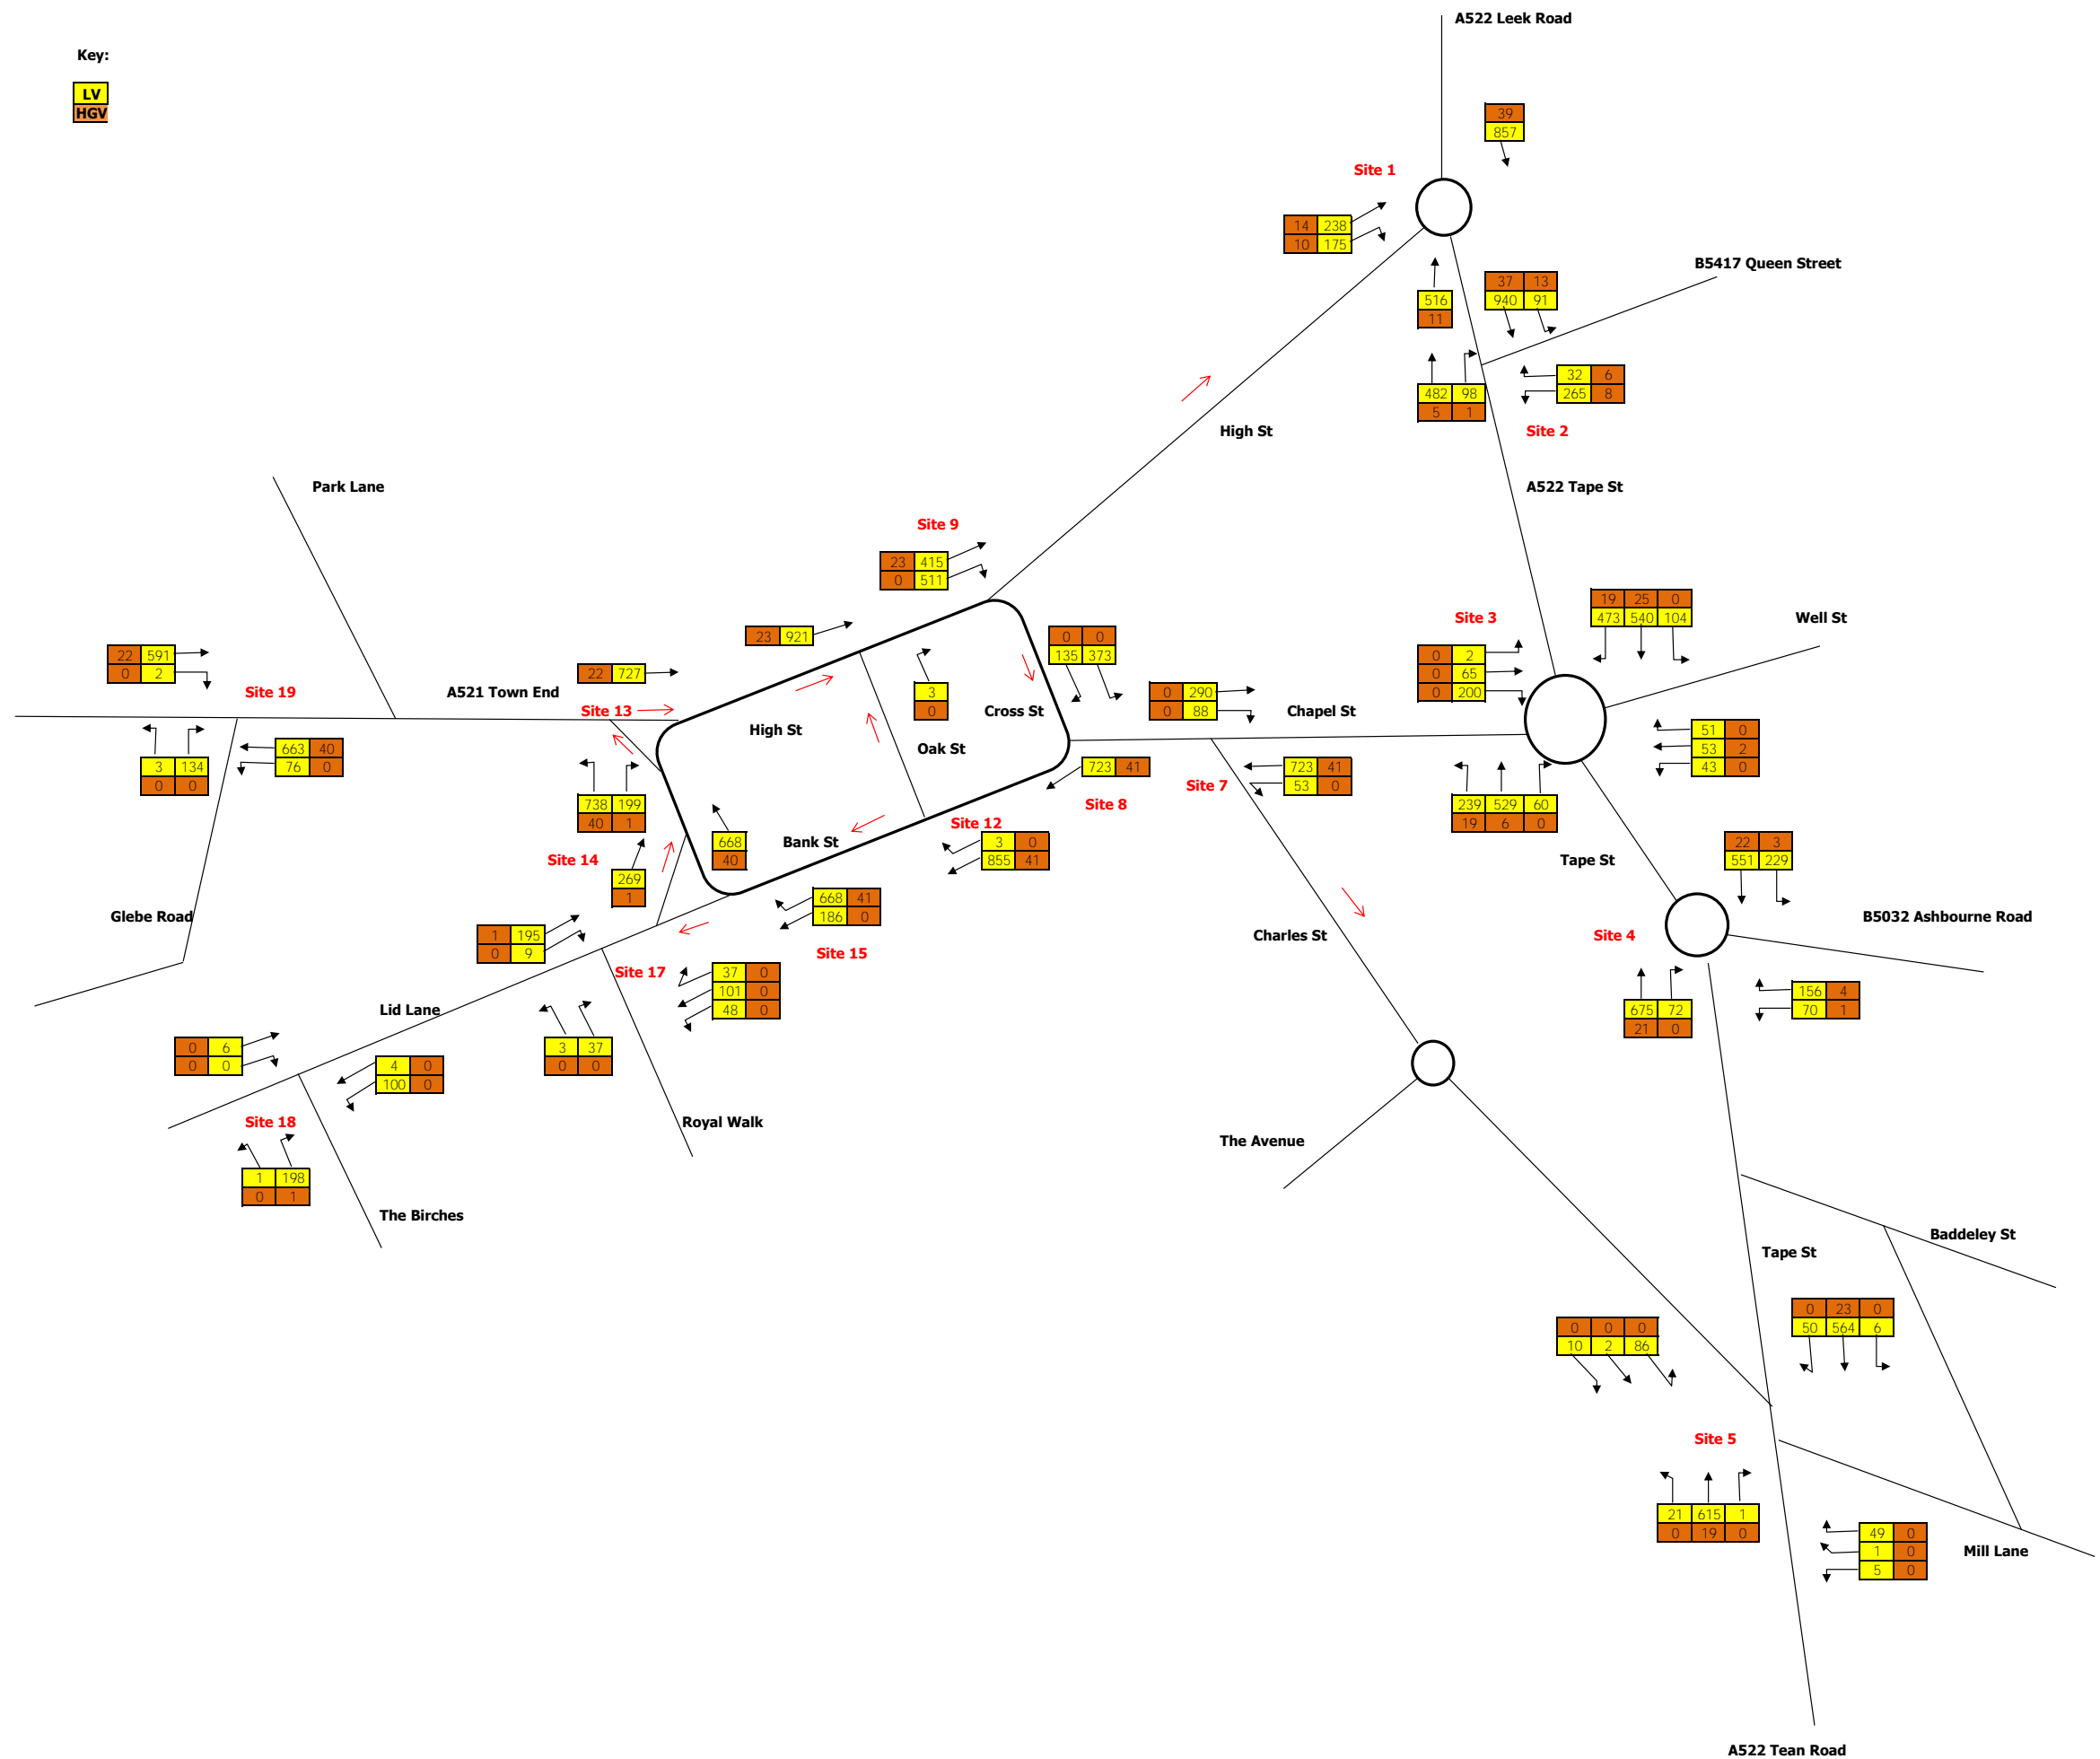 A522 Leek Road
Key:
LV
HGV
39
857
Site 1
14 238
10 175
B5417 Queen Street
37 13
940 91
516
11
32 6
265 8
482 98
5 1
High St
Site 2
Park Lane
A522 Tape St
Site 9
23 415
0 511
19 25 0
473 540 104
Site 3
Well St
23 921
0 0
135 373
22 591
0 2
0 2
0 65
0 200
22 727
Site 19
A521 Town End
3
0
0 290
0 88
Site 13
Cross St
Chapel St
High St
Oak St
51 0
53 2
43 0
663 40
76 0
3 134
0 0
723 41
723 41
53 0
Site 7
738 199
40 1
Site 8
239 529 60
19 6 0
Site 12
668
40
Bank St
3 0
855 41
Site 14
Tape St
22 3
551 229
269
1
668 41
186 0
Glebe Road
B5032 Ashbourne Road
1 195
0 9
Charles St
Site 4
Site 15
Site 17
37 0
101 0
48 0
156 4
70 1
Lid Lane
675 72
21 0
0 6
0 0
3 37
0 0
4 0
100 0
Site 18
Royal Walk
The Avenue
1 198
0 1
The Birches
Baddeley St
Tape St
0 23 0
50 564 6
0 0 0
10 2 86
Site 5
21 615 1
0 19 0
49 0
1 0
5 0
Mill Lane
A522 Tean Road